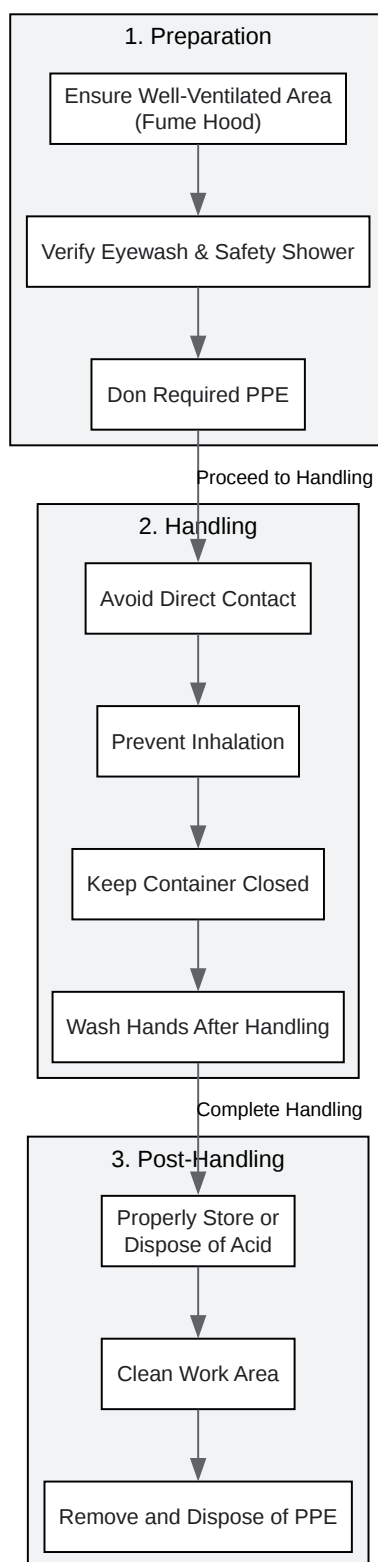 1. Preparation
Ensure Well-Ventilated Area
(Fume Hood)
Verify Eyewash & Safety Shower
Don Required PPE
Proceed to Handling
2. Handling
Avoid Direct Contact
Prevent Inhalation
Keep Container Closed
Wash Hands After Handling
Complete Handling
3. Post-Handling
Properly Store or
Dispose of Acid
Clean Work Area
Remove and Dispose of PPE